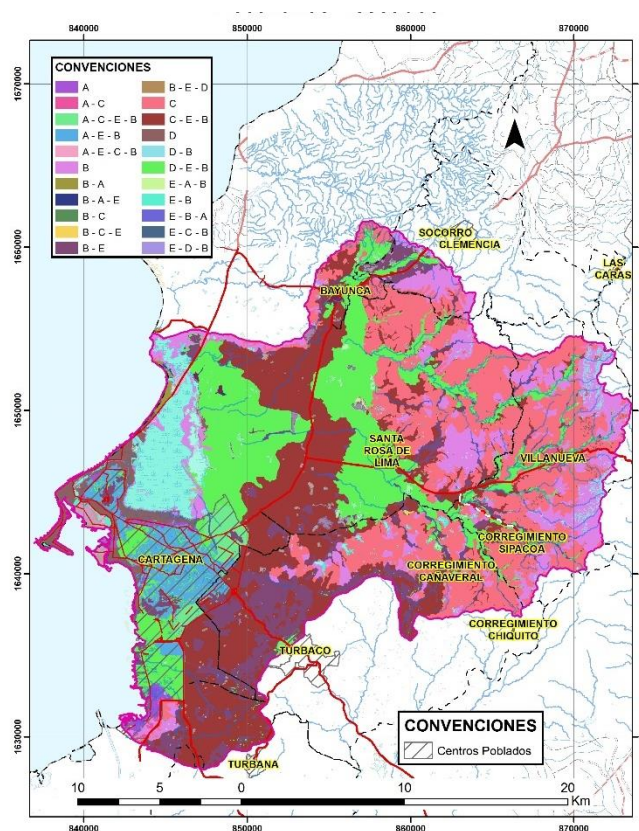 840000 850000 860000 870000
1670000
1660000
1650000
1640000
1630000
CONVENCIONES
A
A - C
A - C - E - B
A - E - B
A - E - C - B
B
B - A
B - A - E
B - C
B - C - E
B - E
B - E - D
C
C - E - B
D
D - B
D - E - B
E - A - B
E - B
E - B - A
E - C - B
E - D - B
SOCORRO
CLEMENCIA
LAS
CARAS
BAYUNCA
SANTA
ROSA DE
LIMA
VILLANUEVA
CARTAGENA
CORREGIMIENTO
SIPACOA
CORREGIMIENTO
CAÑAVERAL
CORREGIMIENTO
CHIQUITO
TURBACO
TURBANA
CONVENCIONES
Centros Poblados
10 5 0 10 20
Km
840000 850000 860000 870000